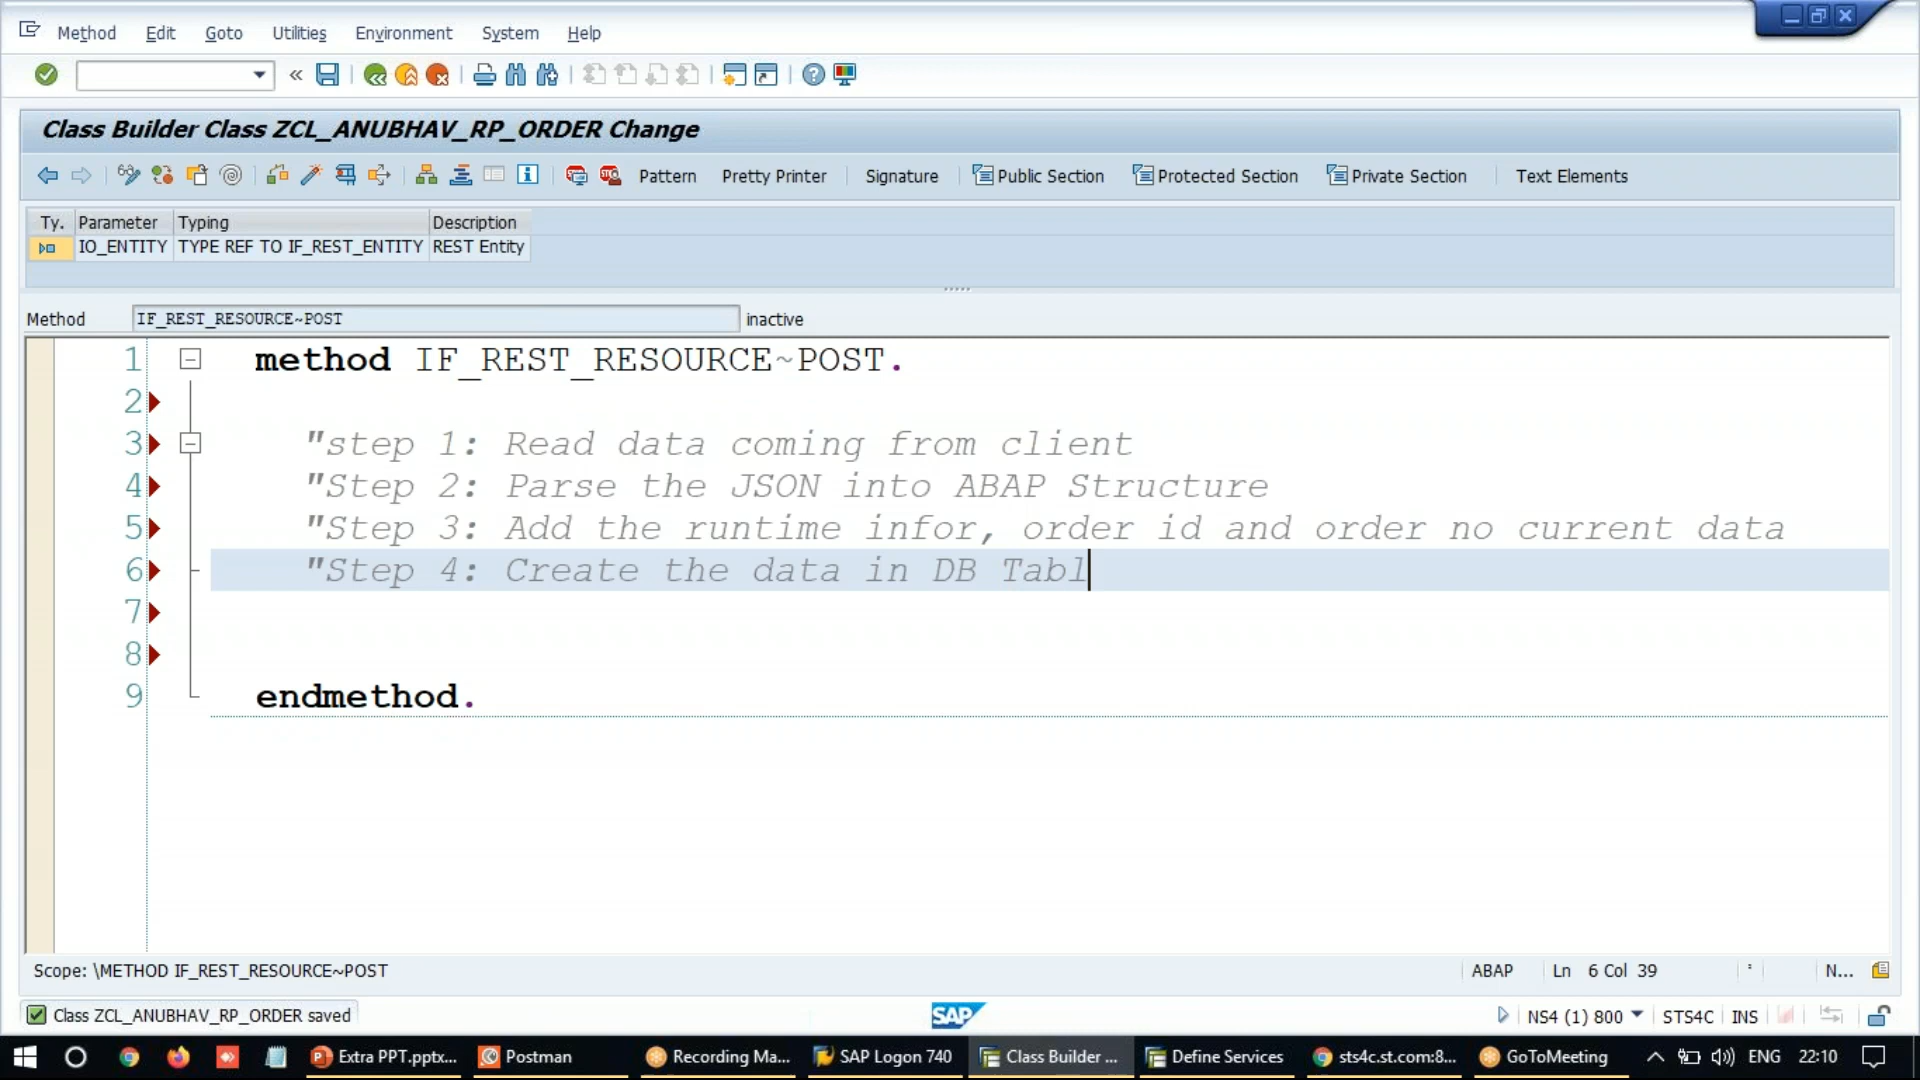 Method Edit Goto Utilities Environment System Help
Class Builder Class ZCL_ANUBHAV_RP_ORDER Change
Pattern Pretty Printer Signature Public Section Protected Section Private Section Text Elements
Ty. Parameter Typing Description
IO_ENTITY TYPE REF TO IF_REST_ENTITY REST Entity
Method IF_REST_RESOURCE~POST inactive
1 method IF_REST_RESOURCE~POST.
2
3 "step 1: Read data coming from client
4 "Step 2: Parse the JSON into ABAP Structure
5 "Step 3: Add the runtime infor, order id and order no current data
6 "Step 4: Create the data in DB Tabl
7
8
9 endmethod.
Scope: \METHOD IF_REST_RESOURCE~POST ABAP Ln 6 Col 39 N...
Class ZCL_ANUBHAV_RP_ORDER saved SAP NS4 (1) 800 STS4C INS
Extra PPT.pptx... Postman Recording Ma... SAP Logon 740 Class Builder ... Define Services sts4c.st.com:8... GoToMeeting ENG 22:10